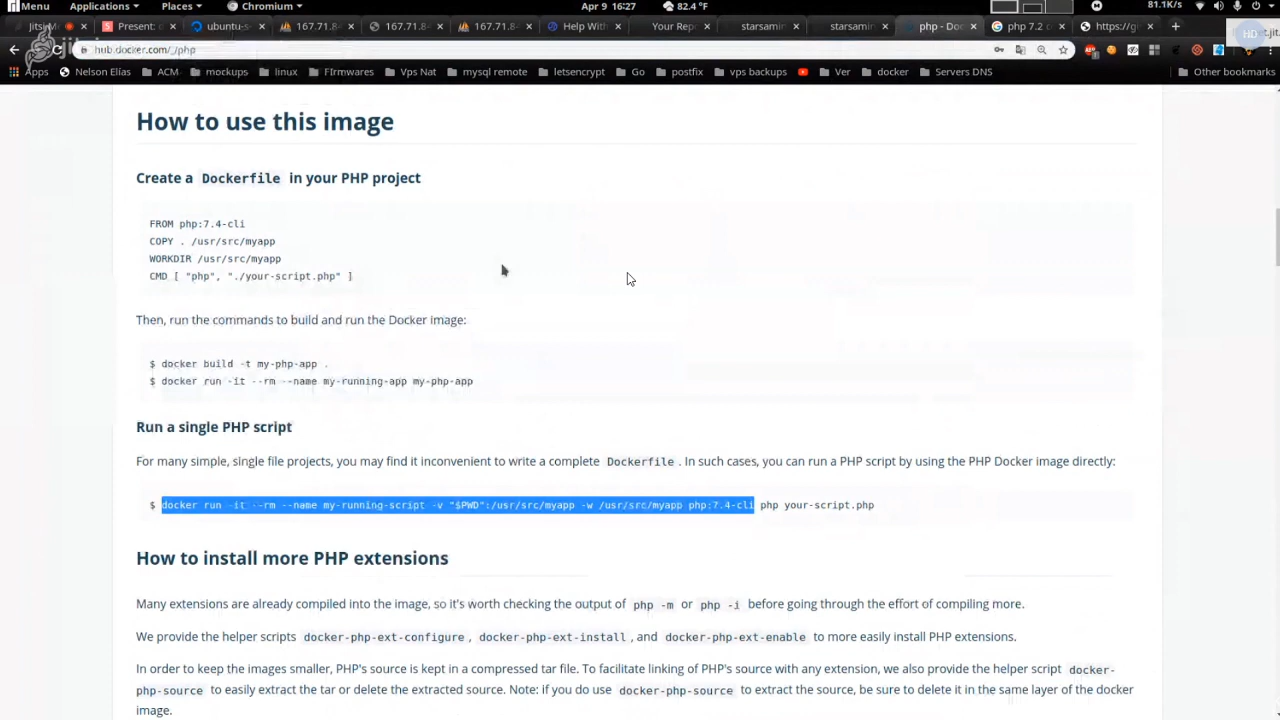 Menu Applications Places Chromium Apr 9 16:27 82.4 °F 81.1K/s
Present: o ubuntu-s 167.71.8 167.71.84 167.71.8 Help With Your Rep starsamin starsamin php - Doc php 7.2 c https://gi
hub.docker.com/_/php
Apps Nelson Elías ACM mockups linux FIrmwares Vps Nat mysql remote letsencrypt Go postfix vps backups Ver docker Servers DNS Other bookmarks
HD
How to use this image
Create a Dockerfile in your PHP project
FROM php:7.4-cli
COPY . /usr/src/myapp
WORKDIR /usr/src/myapp
CMD [ "php", "./your-script.php" ]
Then, run the commands to build and run the Docker image:
$ docker build -t my-php-app .
$ docker run -it --rm --name my-running-app my-php-app
Run a single PHP script
For many simple, single file projects, you may find it inconvenient to write a complete Dockerfile. In such cases, you can run a PHP script by using the PHP Docker image directly:
$ docker run -it --rm --name my-running-script -v "$PWD":/usr/src/myapp -w /usr/src/myapp php:7.4-cli php your-script.php
How to install more PHP extensions
Many extensions are already compiled into the image, so it's worth checking the output of php -m or php -i before going through the effort of compiling more.
We provide the helper scripts docker-php-ext-configure, docker-php-ext-install, and docker-php-ext-enable to more easily install PHP extensions.
In order to keep the images smaller, PHP's source is kept in a compressed tar file. To facilitate linking of PHP's source with any extension, we also provide the helper script docker-
php-source to easily extract the tar or delete the extracted source. Note: if you do use docker-php-source to extract the source, be sure to delete it in the same layer of the docker
image.